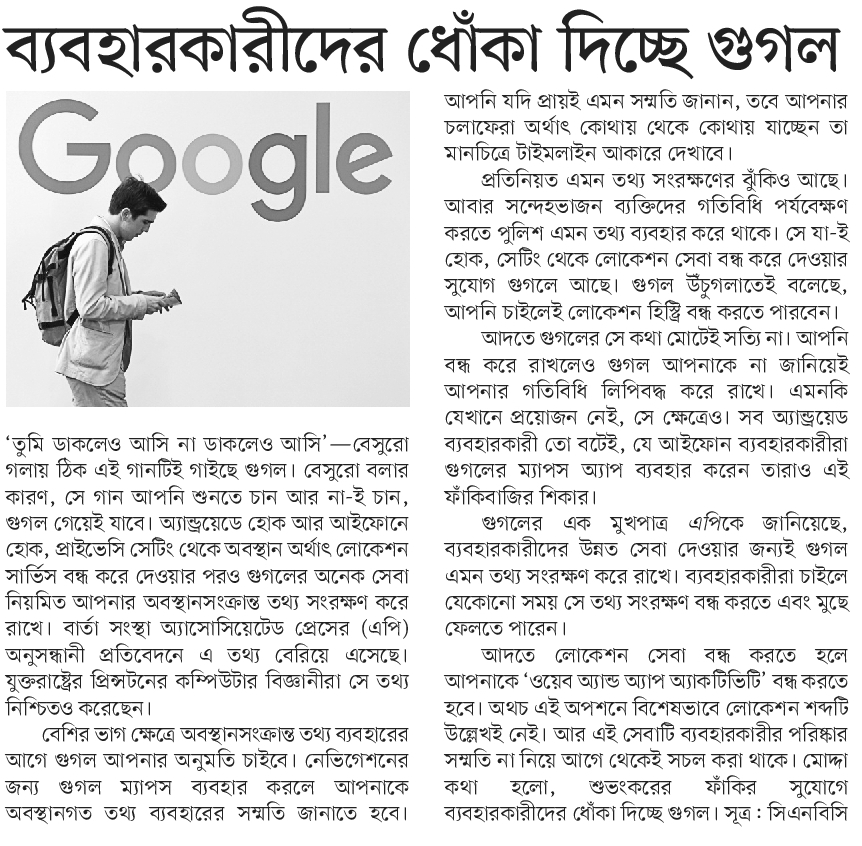 ব্যবহারকারীদের ধোঁকা দিচ্ছে গুগল
Google
‘তুমি ডাকলেও আসি না ডাকলেও আসি’—বেসুরো
গলায় ঠিক এই গানটিই গাইছে গুগল। বেসুরো বলার
কারণ, সে গান আপনি শুনতে চান আর না-ই চান,
গুগল গেয়েই যাবে। অ্যান্ড্রয়েডে হোক আর আইফোনে
হোক, প্রাইভেসি সেটিং থেকে অবস্থান অর্থাৎ লোকেশন
সার্ভিস বন্ধ করে দেওয়ার পরও গুগলের অনেক সেবা
নিয়মিত আপনার অবস্থানসংক্রান্ত তথ্য সংরক্ষণ করে
রাখে। বার্তা সংস্থা অ্যাসোসিয়েটেড প্রেসের (এপি)
অনুসন্ধানী প্রতিবেদনে এ তথ্য বেরিয়ে এসেছে।
যুক্তরাষ্ট্রের প্রিন্সটনের কম্পিউটার বিজ্ঞানীরা সে তথ্য
নিশ্চিতও করেছেন।
বেশির ভাগ ক্ষেত্রে অবস্থানসংক্রান্ত তথ্য ব্যবহারের
আগে গুগল আপনার অনুমতি চাইবে। নেভিগেশনের
জন্য গুগল ম্যাপস ব্যবহার করলে আপনাকে
অবস্থানগত তথ্য ব্যবহারের সম্মতি জানাতে হবে।
আপনি যদি প্রায়ই এমন সম্মতি জানান, তবে আপনার
চলাফেরা অর্থাৎ কোথায় থেকে কোথায় যাচ্ছেন তা
মানচিত্রে টাইমলাইন আকারে দেখাবে।
প্রতিনিয়ত এমন তথ্য সংরক্ষণের ঝুঁকিও আছে।
আবার সন্দেহভাজন ব্যক্তিদের গতিবিধি পর্যবেক্ষণ
করতে পুলিশ এমন তথ্য ব্যবহার করে থাকে। সে যা-ই
হোক, সেটিং থেকে লোকেশন সেবা বন্ধ করে দেওয়ার
সুযোগ গুগলে আছে। গুগল উঁচুগলাতেই বলেছে,
আপনি চাইলেই লোকেশন হিস্ট্রি বন্ধ করতে পারবেন।
আদতে গুগলের সে কথা মোটেই সত্যি না। আপনি
বন্ধ করে রাখলেও গুগল আপনাকে না জানিয়েই
আপনার গতিবিধি লিপিবদ্ধ করে রাখে। এমনকি
যেখানে প্রয়োজন নেই, সে ক্ষেত্রেও। সব অ্যান্ড্রয়েড
ব্যবহারকারী তো বটেই, যে আইফোন ব্যবহারকারীরা
গুগলের ম্যাপস অ্যাপ ব্যবহার করেন তারাও এই
ফাঁকিবাজির শিকার।
গুগলের এক মুখপাত্র এপিকে জানিয়েছে,
ব্যবহারকারীদের উন্নত সেবা দেওয়ার জন্যই গুগল
এমন তথ্য সংরক্ষণ করে রাখে। ব্যবহারকারীরা চাইলে
যেকোনো সময় সে তথ্য সংরক্ষণ বন্ধ করতে এবং মুছে
ফেলতে পারেন।
আদতে লোকেশন সেবা বন্ধ করতে হলে
আপনাকে ‘ওয়েব অ্যান্ড অ্যাপ অ্যাকটিভিটি’ বন্ধ করতে
হবে। অথচ এই অপশনে বিশেষভাবে লোকেশন শব্দটি
উল্লেখই নেই। আর এই সেবাটি ব্যবহারকারীর পরিষ্কার
সম্মতি না নিয়ে আগে থেকেই সচল করা থাকে। মোদ্দা
কথা হলো, শুভংকরের ফাঁকির সুযোগে
ব্যবহারকারীদের ধোঁকা দিচ্ছে গুগল। সূত্র : সিএনবিসি